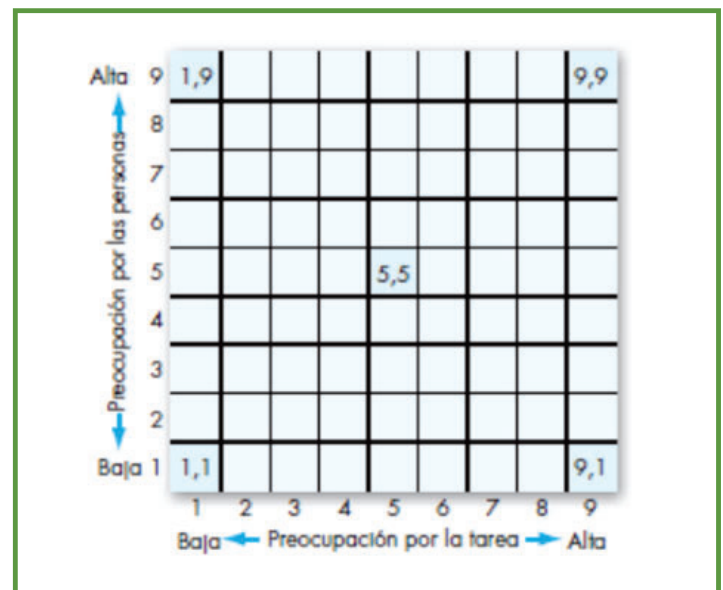 Alta 9 1,9 9,9
8
7
6
5 5,5
4
3
2
Baja 1 1,1 9,1
Preocupación por las personas
1 2 3 4 5 6 7 8 9
Baja Preocupación por la tarea Alta